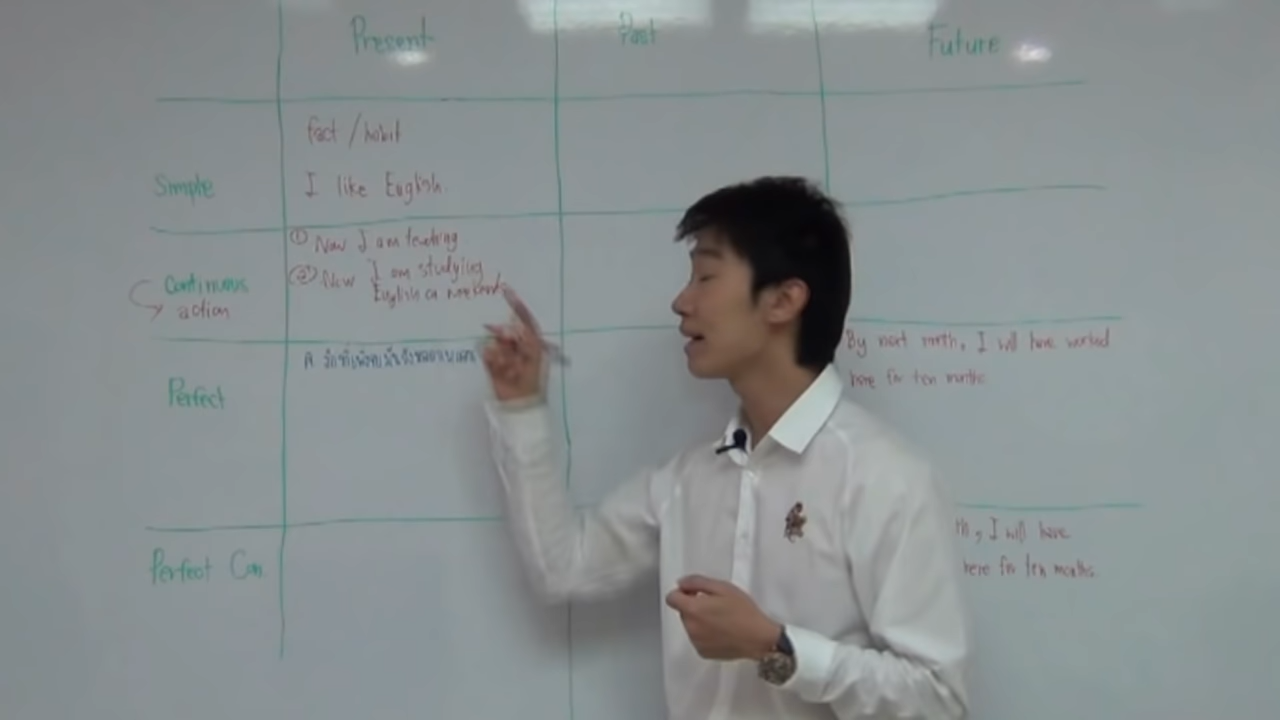 Present Past Future
fact / habit
Simple I like English.
① Now I am teaching
② Now I am studying
English on weekends
Continuous
action
Perfect
A.
By next month, I will have worked
here for ten months
Perfect Con.
th, I will have
here for ten months.